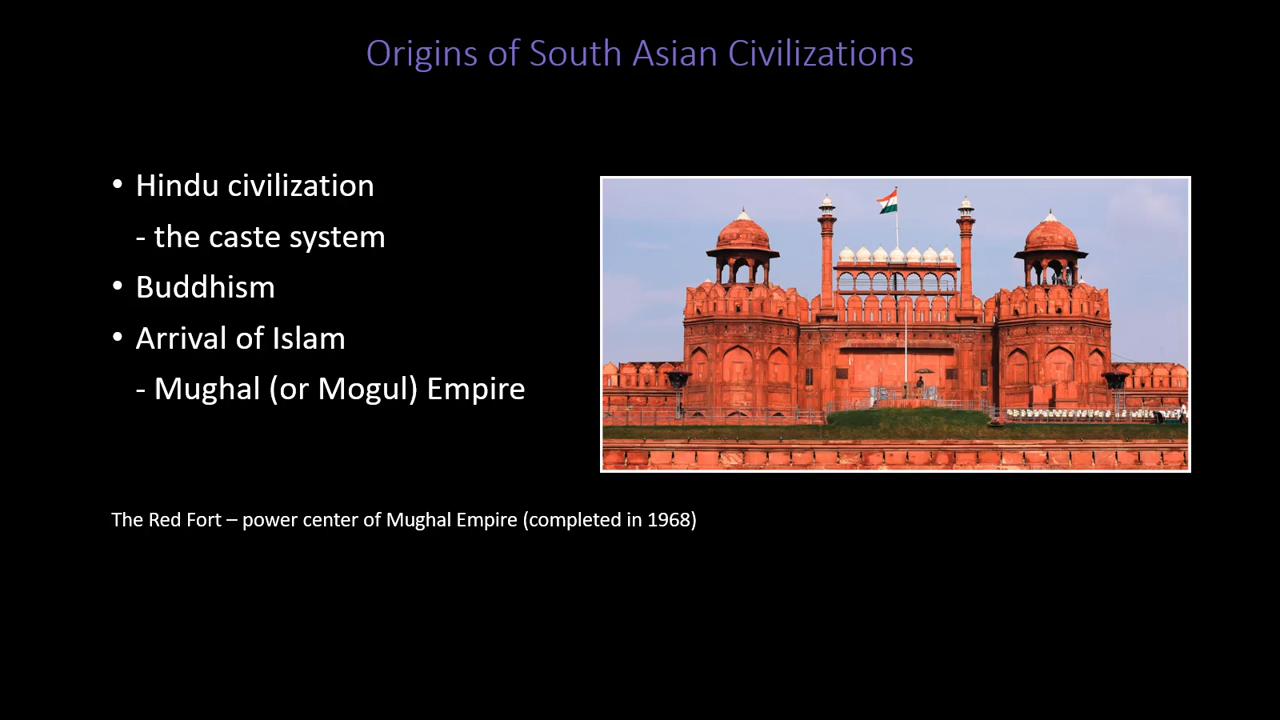 Origins of South Asian Civilizations
• Hindu civilization
- the caste system
• Buddhism
• Arrival of Islam
- Mughal (or Mogul) Empire
The Red Fort – power center of Mughal Empire (completed in 1968)